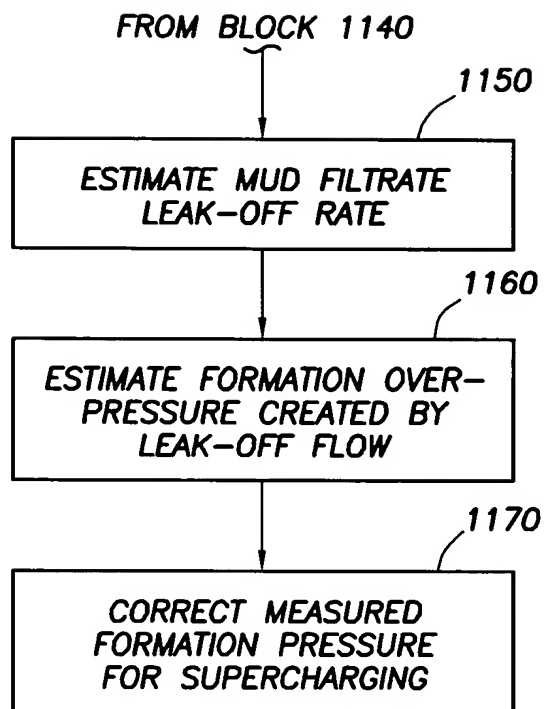 FROM BLOCK 1140
1150
ESTIMATE MUD FILTRATE
LEAK-OFF RATE
1160
ESTIMATE FORMATION OVER-
PRESSURE CREATED BY
LEAK-OFF FLOW
1170
CORRECT MEASURED
FORMATION PRESSURE
FOR SUPERCHARGING